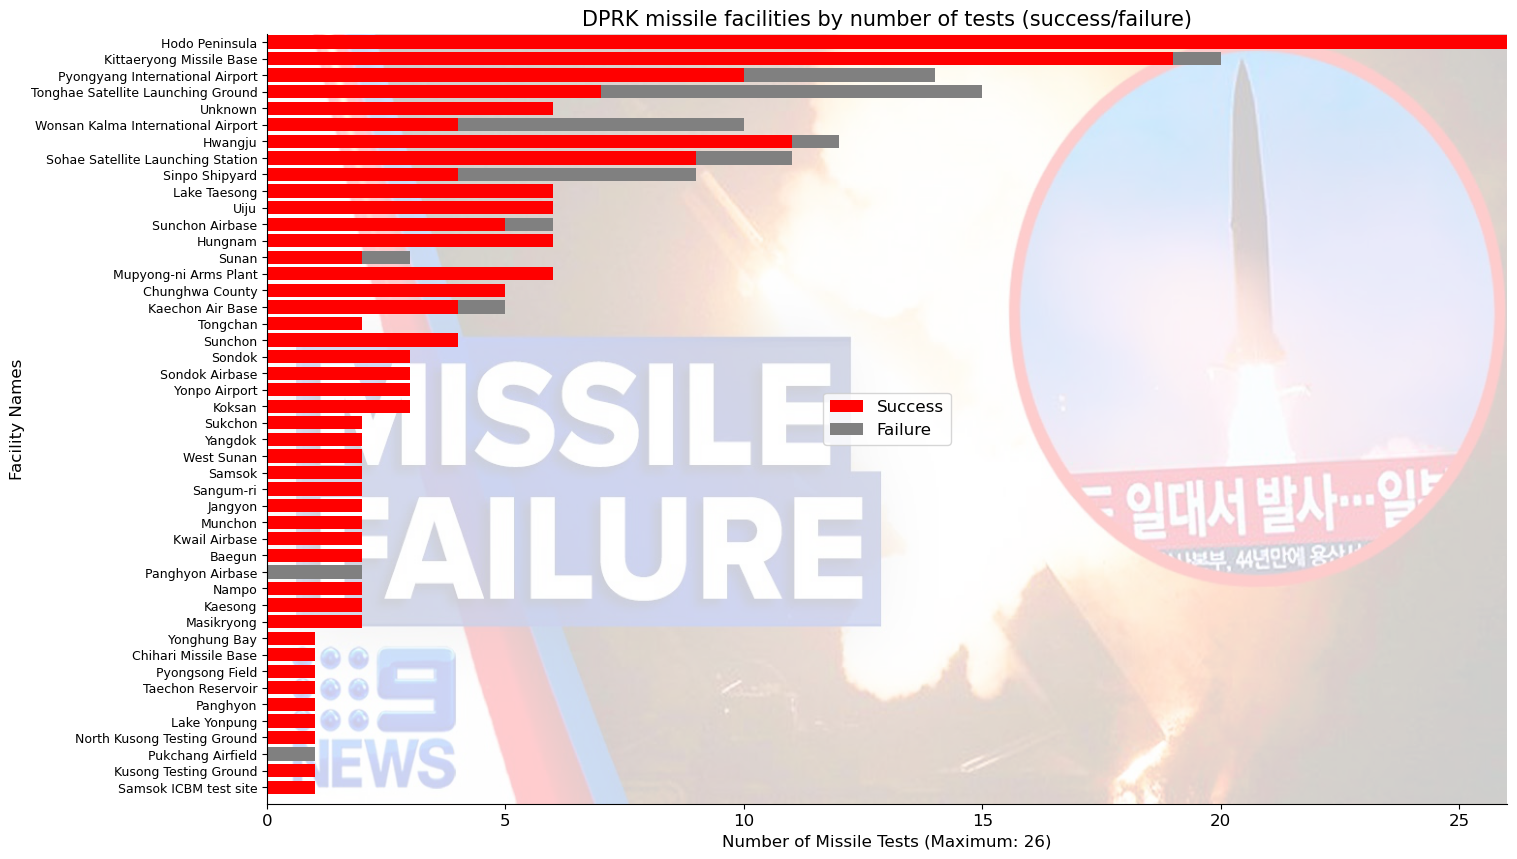 DPRK missile facilities by number of tests (success/failure)
Facility Names
Hodo Peninsula
Kittaeryong Missile Base
Pyongyang International Airport
Tonghae Satellite Launching Ground
Unknown
Wonsan Kalma International Airport
Hwangju
Sohae Satellite Launching Station
Sinpo Shipyard
Lake Taesong
Uiju
Sunchon Airbase
Hungnam
Sunan
Mupyong-ni Arms Plant
Chunghwa County
Kaechon Air Base
Tongchan
Sunchon
Sondok
Sondok Airbase
Yonpo Airport
Koksan
Sukchon
Yangdok
West Sunan
Samsok
Sangum-ri
Jangyon
Munchon
Kwail Airbase
Baegun
Panghyon Airbase
Nampo
Kaesong
Masikryong
Yonghung Bay
Chihari Missile Base
Pyongsong Field
Taechon Reservoir
Panghyon
Lake Yonpung
North Kusong Testing Ground
Pukchang Airfield
Kusong Testing Ground
Samsok ICBM test site
MISSILE
FAILURE
Success
Failure
일대서 발사…
44년만에
9
NEWS
0 5 10 15 20 25
Number of Missile Tests (Maximum: 26)